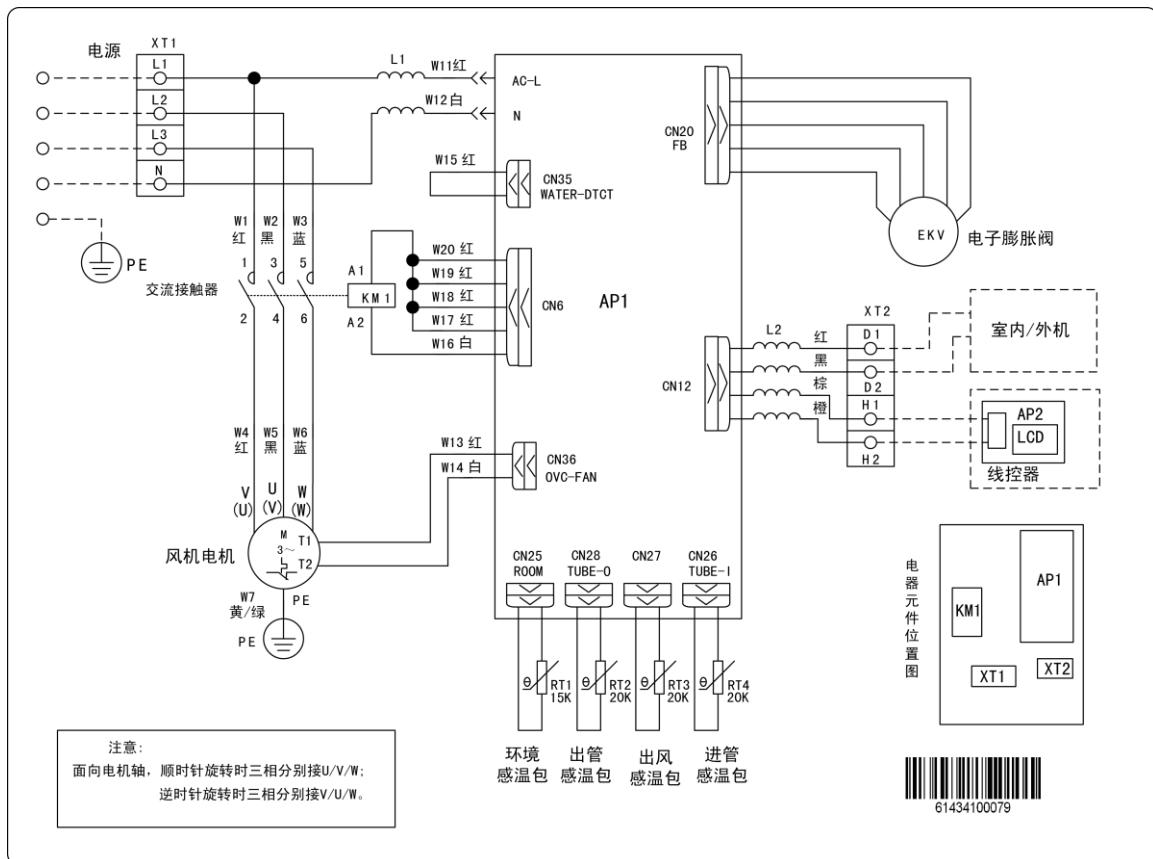 电源
XT1
L1
L2
L3
N
PE
W1
红
W2
黑
W3
蓝
1
3
5
交流接触器
2
4
6
A1
KM1
A2
W4
红
W5
黑
W6
蓝
V
(U)
U
(V)
W
(W)
风机电机
M
3~
T1
T2
W7
黄/绿
PE
PE
L1
W11红
W12白
AC-L
N
W15 红
CN35
WATER-DTCT
W20 红
W19 红
W18 红
W17 红
W16 白
CN6
AP1
W13 红
W14 白
CN36
OVC-FAN
CN20
FB
EKV
电子膨胀阀
CN12
L2
红
黑
棕
橙
XT2
D1
D2
H1
H2
室内/外机
AP2
LCD
线控器
CN25
ROOM
CN28
TUBE-O
CN27
CN26
TUBE-I
θ
RT1
15K
θ
RT2
20K
θ
RT3
20K
θ
RT4
20K
环境
感温包
出管
感温包
出风
感温包
进管
感温包
电器元件位置图
KM1
AP1
XT1
XT2
注意:
面向电机轴，顺时针旋转时三相分别接U/V/W;
逆时针旋转时三相分别接V/U/W。
61434100079